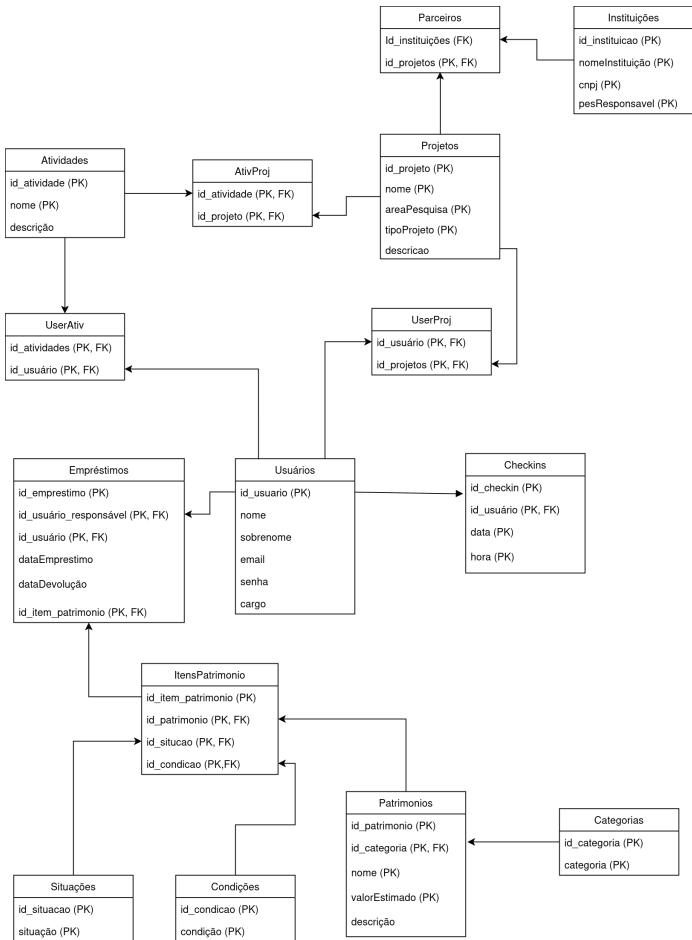 Parceiros
Id_instituições (FK)
id_projetos (PK, FK)
Instituições
id_instituicao (PK)
nomeInstituição (PK)
cnpj (PK)
pesResponsavel (PK)
Atividades
id_atividade (PK)
nome (PK)
descrição
AtivProj
id_atividade (PK, FK)
id_projeto (PK, FK)
Projetos
id_projeto (PK)
nome (PK)
areaPesquisa (PK)
tipoProjeto (PK)
descricao
UserAtiv
id_atividades (PK, FK)
id_usuário (PK, FK)
UserProj
id_usuário (PK, FK)
id_projetos (PK, FK)
Empréstimos
id_emprestimo (PK)
id_usuário_responsável (PK, FK)
id_usuário (PK, FK)
dataEmprestimo
dataDevolução
id_item_patrimonio (PK, FK)
Usuários
id_usuario (PK)
nome
sobrenome
email
senha
cargo
Checkins
id_checkin (PK)
id_usuário (PK, FK)
data (PK)
hora (PK)
ItensPatrimonio
id_item_patrimonio (PK)
id_patrimonio (PK, FK)
id_situcao (PK, FK)
id_condicao (PK,FK)
Patrimonios
id_patrimonio (PK)
id_categoria (PK, FK)
nome (PK)
valorEstimado (PK)
descrição
Categorias
id_categoria (PK)
categoria (PK)
Situações
id_situacao (PK)
situação (PK)
Condições
id_condicao (PK)
condição (PK)